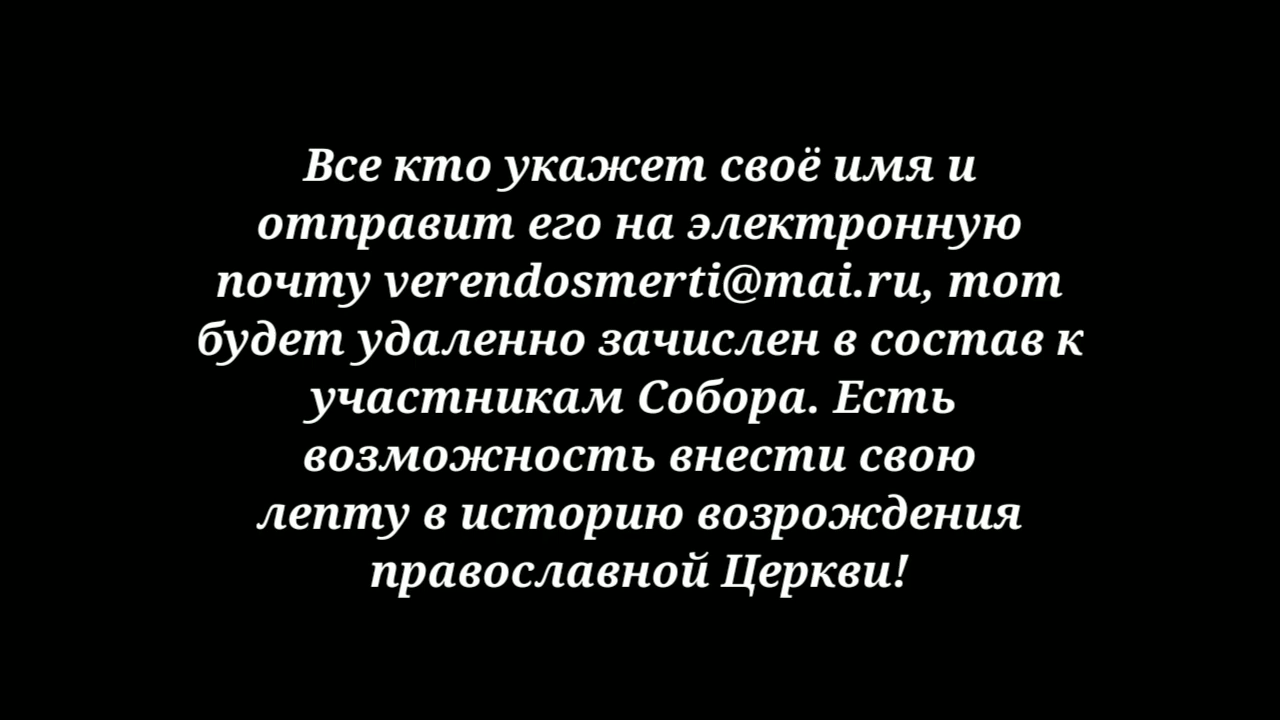 Все кто укажет своё имя и
отправит его на электронную
почту verendosmerti@mai.ru, тот
будет удаленно зачислен в состав к
участникам Собора. Есть
возможность внести свою
лепту в историю возрождения
православной Церкви!